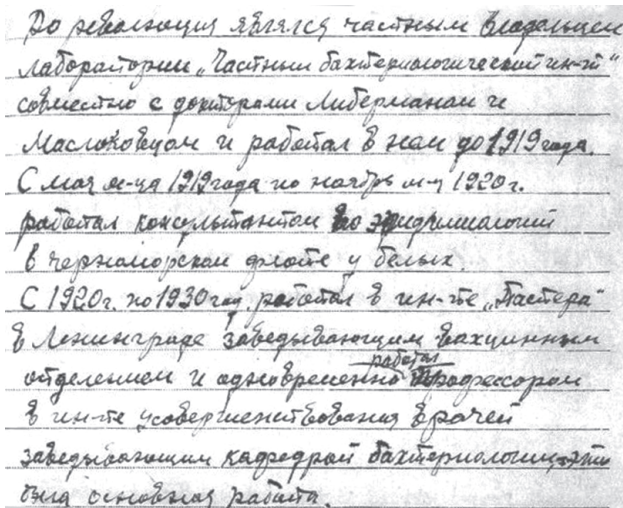 До революция являлся частным владельцем
лаборатории „Частный бактериологический ин-т“
совместно с докторами Либерманом и
Маслоковцом и работал в нем до 1919 года.
С мая м-ца 1919 года по ноябрь м-ц 1920 г.
работал консультантом по эпидемиологии
в черноморском флоте у белых.
С 1920 г. по 1930 год работал в ин-те „Пастера“
в Ленинграде заведывающим вакцинным
отделением и одновременно работал профессором
в ин-те усовершенствования врачей
заведывающим кафедрой бактериологии, это
была основная работа.